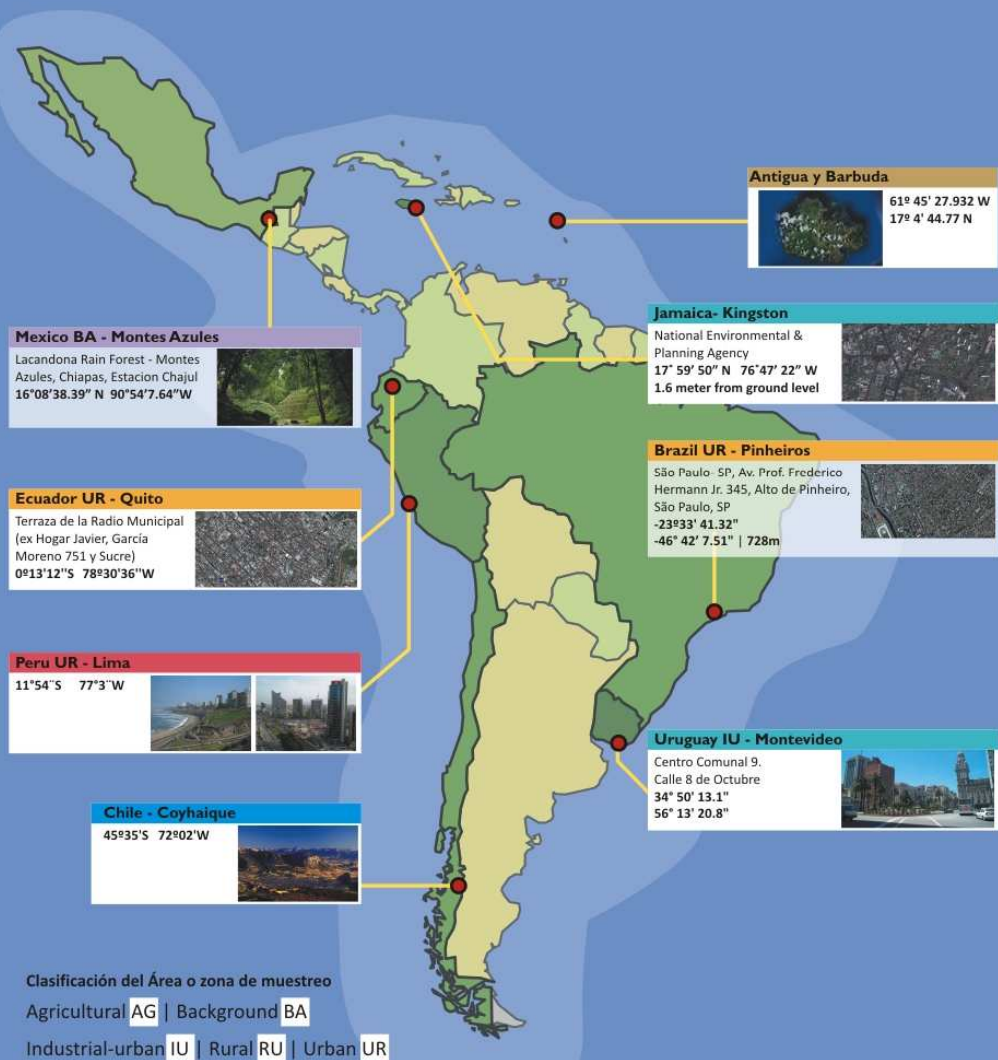 Antigua y Barbuda
61º 45' 27.932 W
17º 4' 44.77 N
Jamaica- Kingston
National Environmental &
Planning Agency
17° 59' 50" N 76°47' 22" W
1.6 meter from ground level
Mexico BA - Montes Azules
Lacandona Rain Forest - Montes
Azules, Chiapas, Estacion Chajul
16°08'38.39" N 90°54'7.64"W
Brazil UR - Pinheiros
São Paulo- SP, Av. Prof. Frederico
Hermann Jr. 345, Alto de Pinheiro,
São Paulo, SP
-23º33' 41.32"
-46° 42' 7.51" | 728m
Ecuador UR - Quito
Terraza de la Radio Municipal
(ex Hogar Javier, García
Moreno 751 y Sucre)
0º13'12''S 78º30'36''W
Peru UR - Lima
11°54¨S 77°3¨W
Uruguay IU - Montevideo
Centro Comunal 9.
Calle 8 de Octubre
34° 50' 13.1"
56° 13' 20.8"
Chile - Coyhaique
45º35'S 72º02'W
Clasificación del Área o zona de muestreo
Agricultural AG | Background BA
Industrial-urban IU | Rural RU | Urban UR